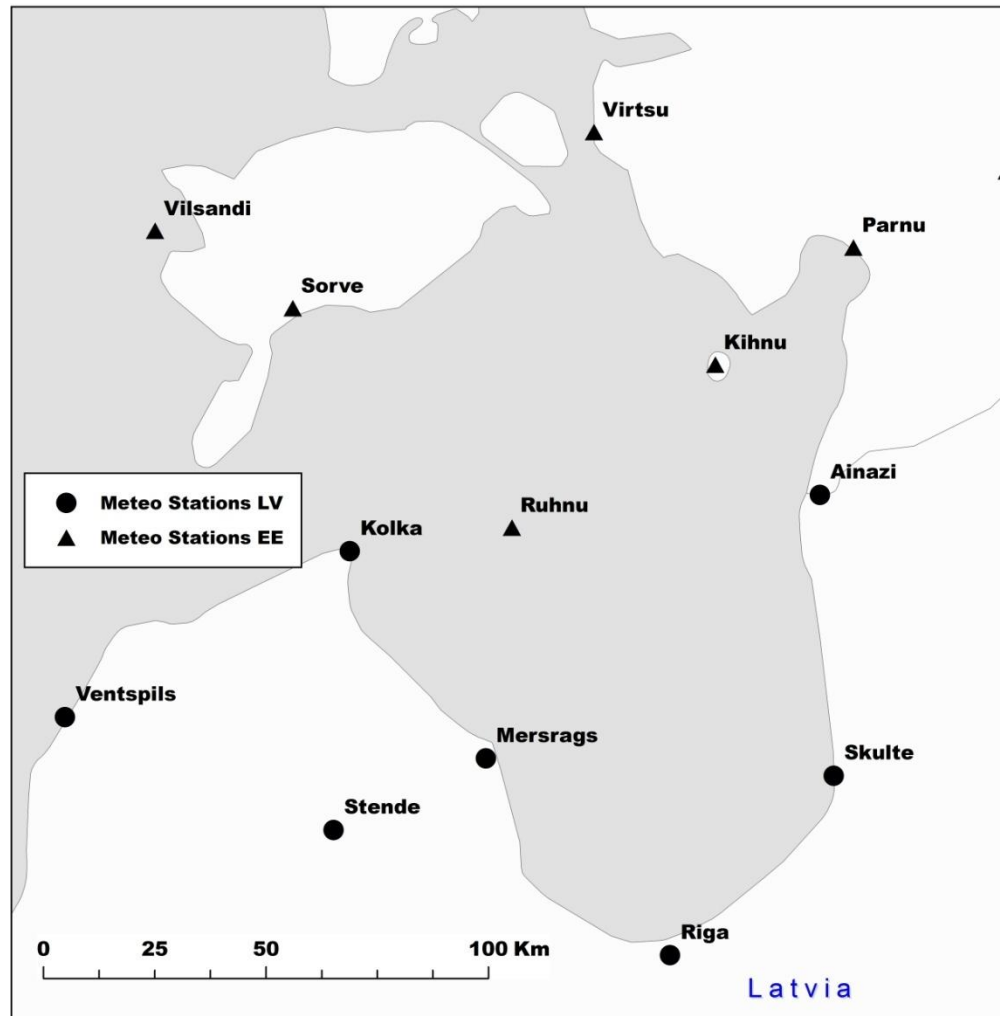 Virtsu
Vilsandi
Parnu
Sorve
Kihnu
Ainazi
Meteo Stations LV
Meteo Stations EE
Ruhnu
Kolka
Ventspils
Mersrags
Skulte
Stende
Riga
0 25 50 100 Km
Latvia